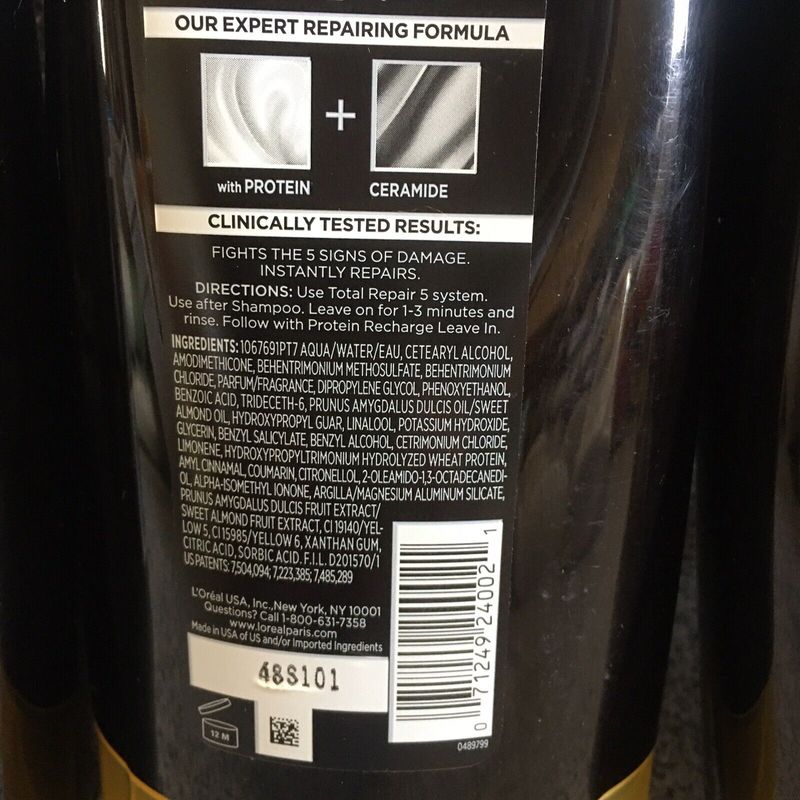 OUR EXPERT REPAIRING FORMULA
+
with PROTEIN
CERAMIDE
CLINICALLY TESTED RESULTS:
FIGHTS THE 5 SIGNS OF DAMAGE.
INSTANTLY REPAIRS.
DIRECTIONS: Use Total Repair 5 system.
Use after Shampoo. Leave on for 1-3 minutes and
rinse. Follow with Protein Recharge Leave In.
INGREDIENTS: 1067691PT7 AQUA/WATER/EAU, CETEARYL ALCOHOL,
AMODIMETHICONE, BEHENTRIMONIUM METHOSULFATE, BEHENTRIMONIUM
CHLORIDE, PARFUM/FRAGRANCE, DIPROPYLENE GLYCOL, PHENOXYETHANOL,
BENZOIC ACID, TRIDECETH-6, PRUNUS AMYGDALUS DULCIS OIL/SWEET
ALMOND OIL, HYDROXYPROPYL GUAR, LINALOOL, POTASSIUM HYDROXIDE,
GLYCERIN, BENZYL SALICYLATE, BENZYL ALCOHOL, CETRIMONIUM CHLORIDE,
LIMONENE, HYDROXYPROPYLTRIMONIUM HYDROLYZED WHEAT PROTEIN,
AMYL CINNAMAL, COUMARIN, CITRONELLOL, 2-OLEAMIDO-1,3-OCTADECANEDI-
OL, ALPHA-ISOMETHYL IONONE, ARGILLA/MAGNESIUM ALUMINUM SILICATE,
PRUNUS AMYGDALUS DULCIS FRUIT EXTRACT/
SWEET ALMOND FRUIT EXTRACT, CI 19140/YEL-
LOW 5, CI 15985/YELLOW 6, XANTHAN GUM,
CITRIC ACID, SORBIC ACID. F.I.L. D201570/1
US PATENTS: 7,504,094; 7,223,385; 7,485,289
L'Oréal USA, Inc., New York, NY 10001
Questions? Call 1-800-631-7358
www.lorealparis.com
Made in USA of US and/or Imported Ingredients
48S101
12 M
0 71249 24002 1
0489799